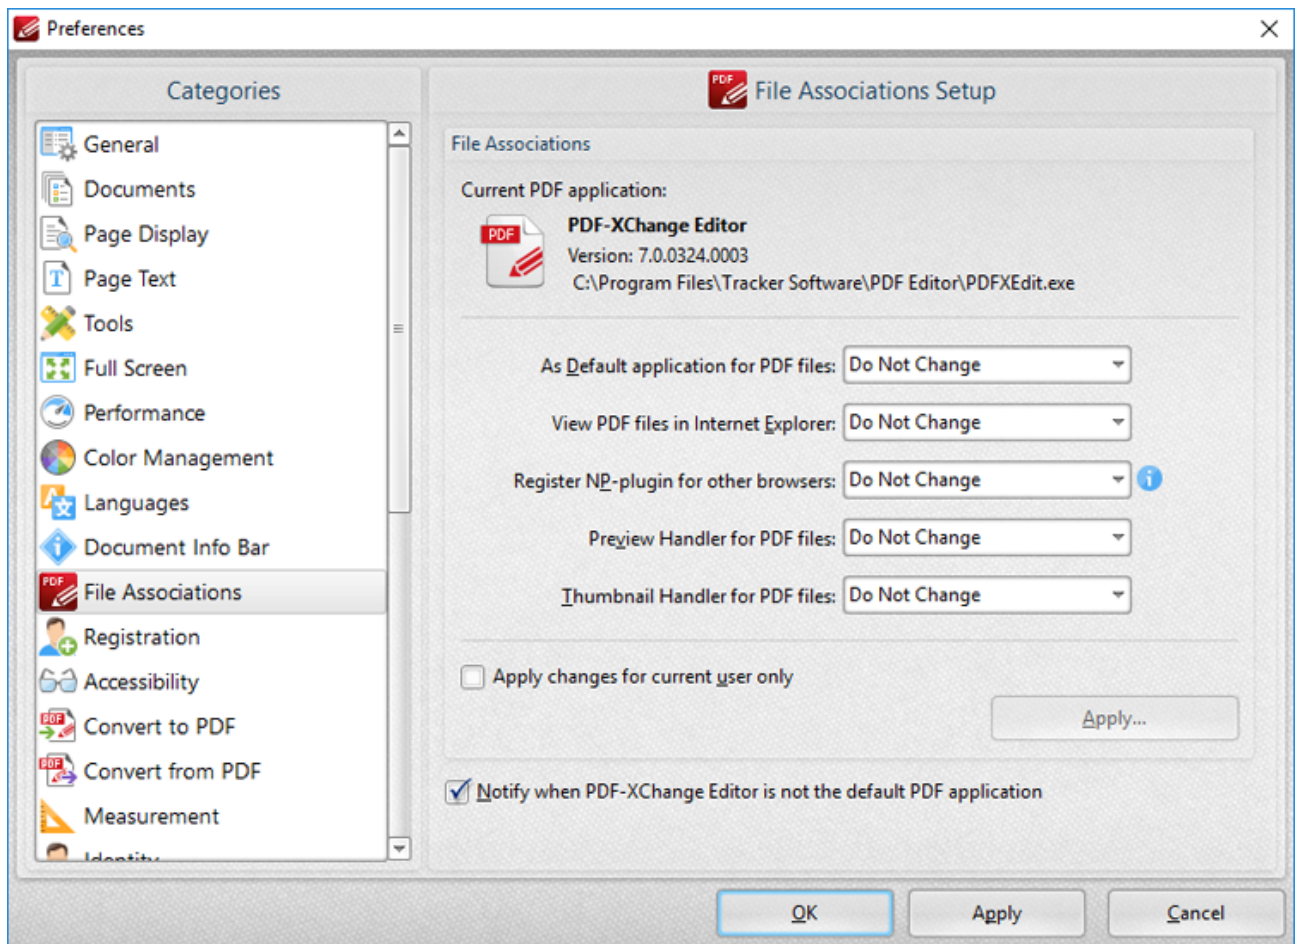 Preferences
Categories
General
Documents
Page Display
Page Text
Tools
Full Screen
Performance
Color Management
Languages
Document Info Bar
File Associations
Registration
Accessibility
Convert to PDF
Convert from PDF
Measurement
Identity
File Associations Setup
File Associations
Current PDF application:
PDF-XChange Editor
Version: 7.0.0324.0003
C:\Program Files\Tracker Software\PDF Editor\PDFXEdit.exe
As Default application for PDF files: Do Not Change
View PDF files in Internet Explorer: Do Not Change
Register NP-plugin for other browsers: Do Not Change
Preview Handler for PDF files: Do Not Change
Thumbnail Handler for PDF files: Do Not Change
Apply changes for current user only
Apply...
Notify when PDF-XChange Editor is not the default PDF application
OK Apply Cancel